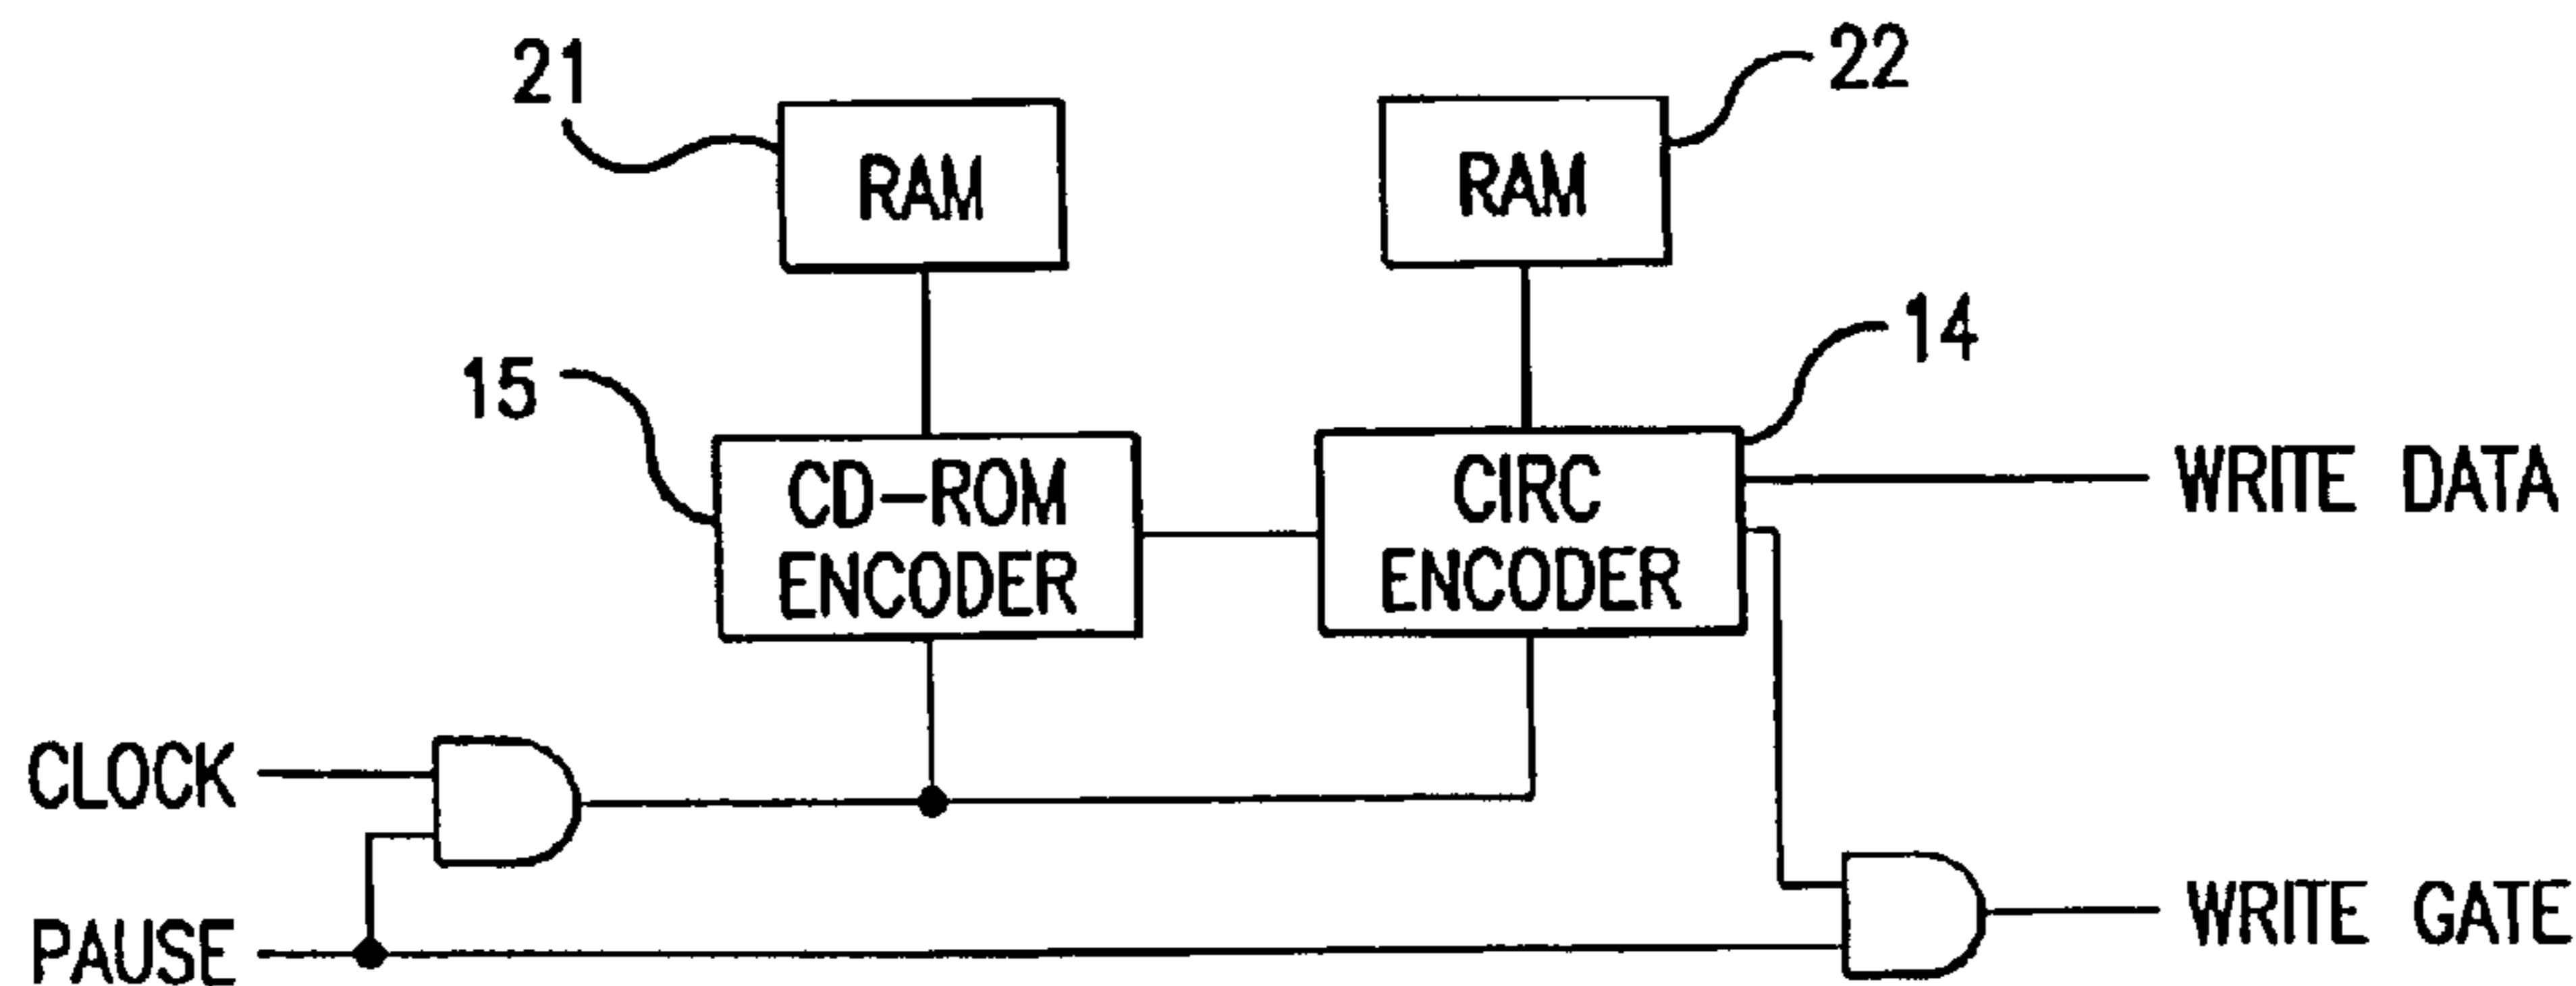 21
22
RAM
RAM
15
14
CD-ROM
ENCODER
CIRC
ENCODER
WRITE DATA
CLOCK
PAUSE
WRITE GATE